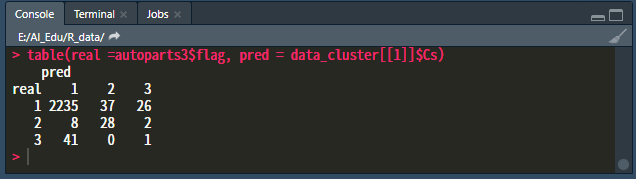 Console Terminal × Jobs ×
E:/AI_Edu/R_data/
> table(real =autoparts3$flag, pred = data_cluster[[1]]$Cs)
pred
real 1 2 3
1 2235 37 26
2 8 28 2
3 41 0 1
>